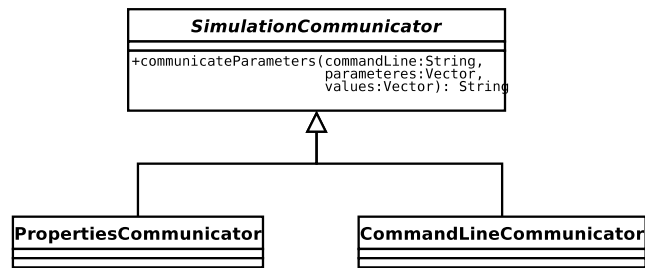 SimulationCommunicator
+communicateParameters(commandLine:String,
parameteres:Vector,
values:Vector): String
PropertiesCommunicator
CommandLineCommunicator